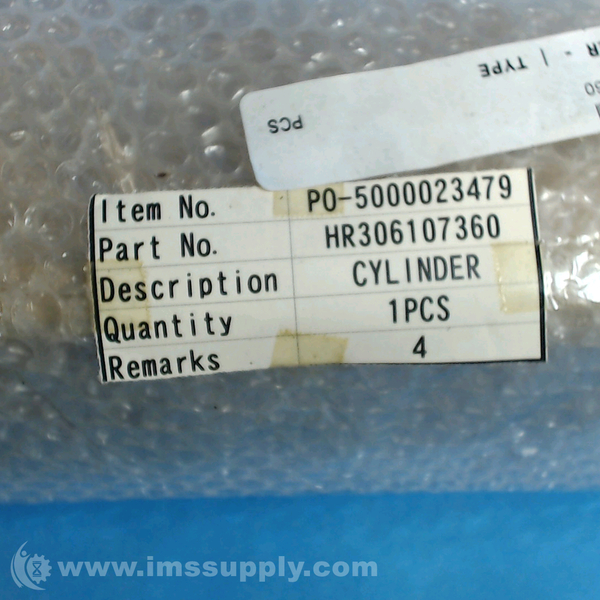 R - | TYPE
PCS
Item No. PO-5000023479
Part No. HR306107360
Description CYLINDER
Quantity 1PCS
Remarks 4
www.imssupply.com